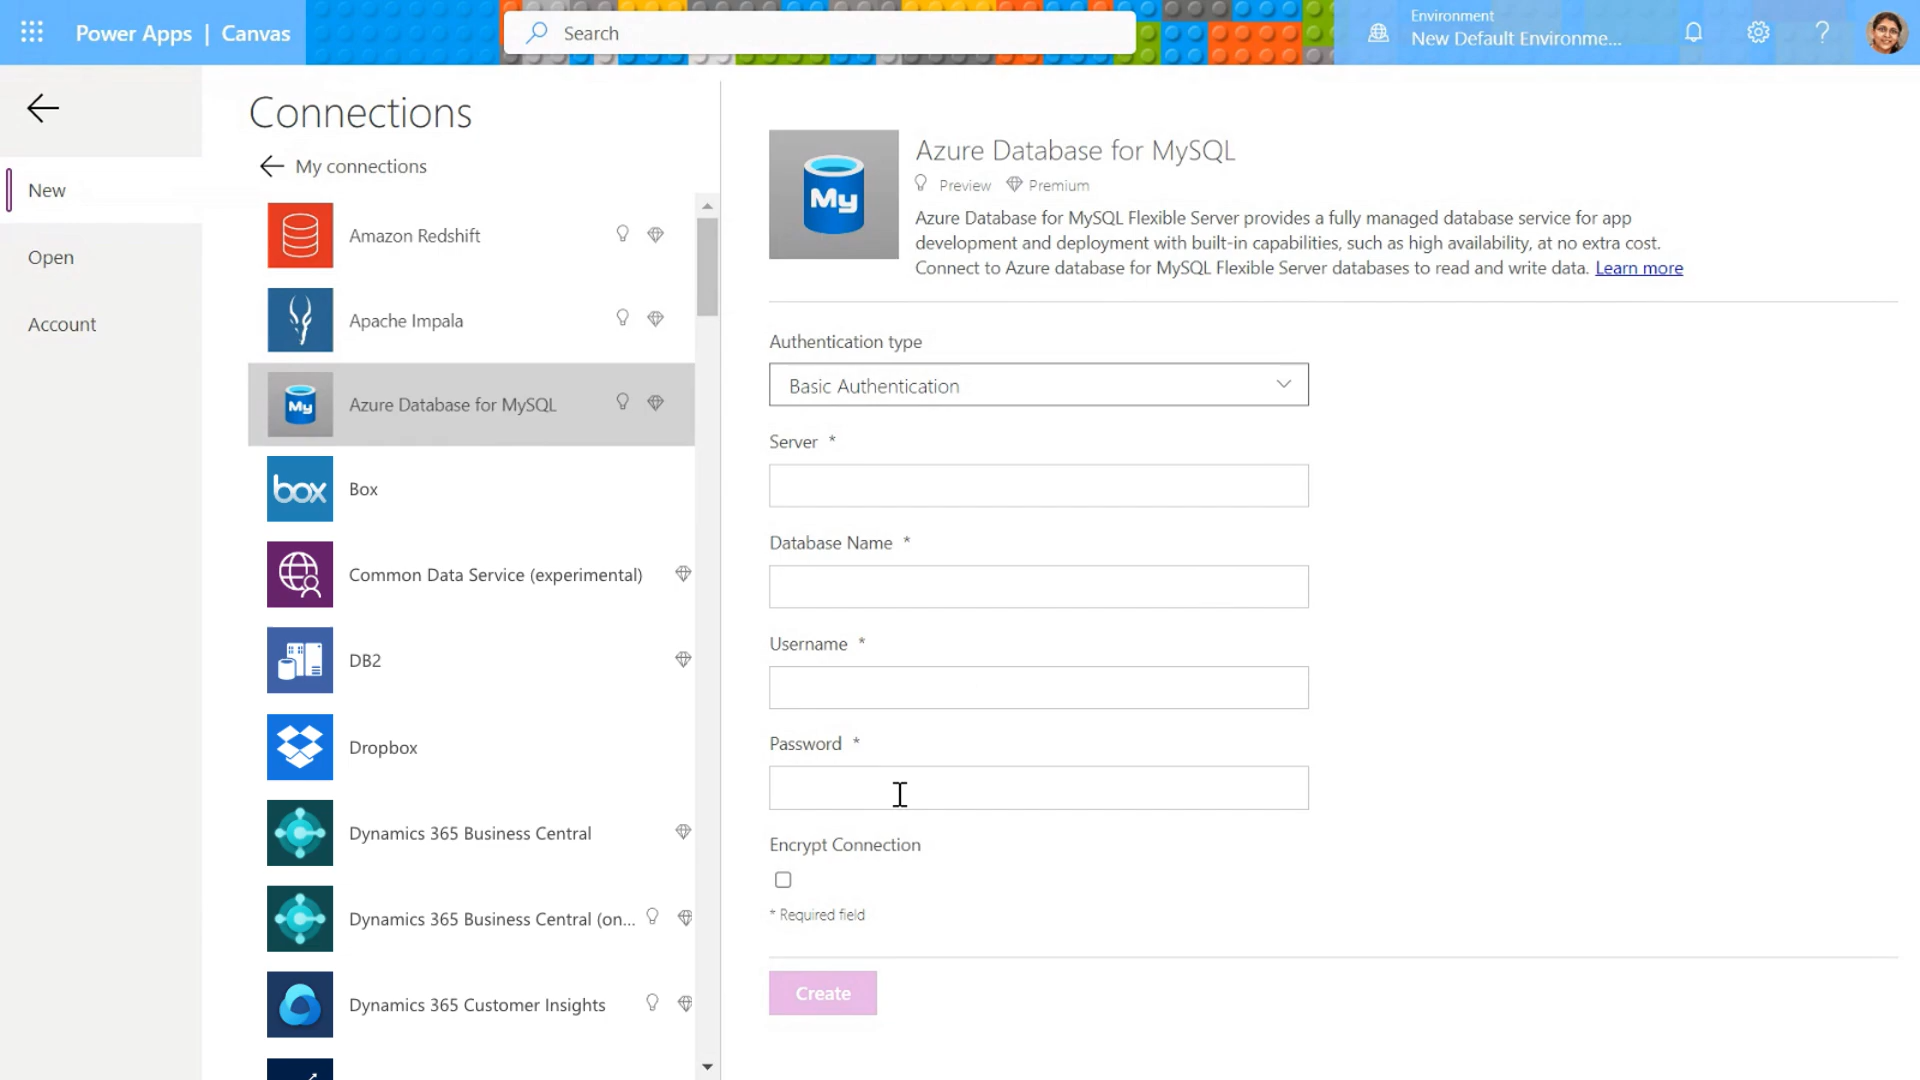 Power Apps | Canvas
Search
Environment
New Default Environme...
?
New
Open
Account
Connections
My connections
Amazon Redshift
Apache Impala
My
Azure Database for MySQL
box
Box
Common Data Service (experimental)
DB2
Dropbox
Dynamics 365 Business Central
Dynamics 365 Business Central (on...
Dynamics 365 Customer Insights
My
Azure Database for MySQL
Preview Premium
Azure Database for MySQL Flexible Server provides a fully managed database service for app
development and deployment with built-in capabilities, such as high availability, at no extra cost.
Connect to Azure database for MySQL Flexible Server databases to read and write data. Learn more
Authentication type
Basic Authentication
Server *
Database Name *
Username *
Password *
Encrypt Connection
* Required field
Create